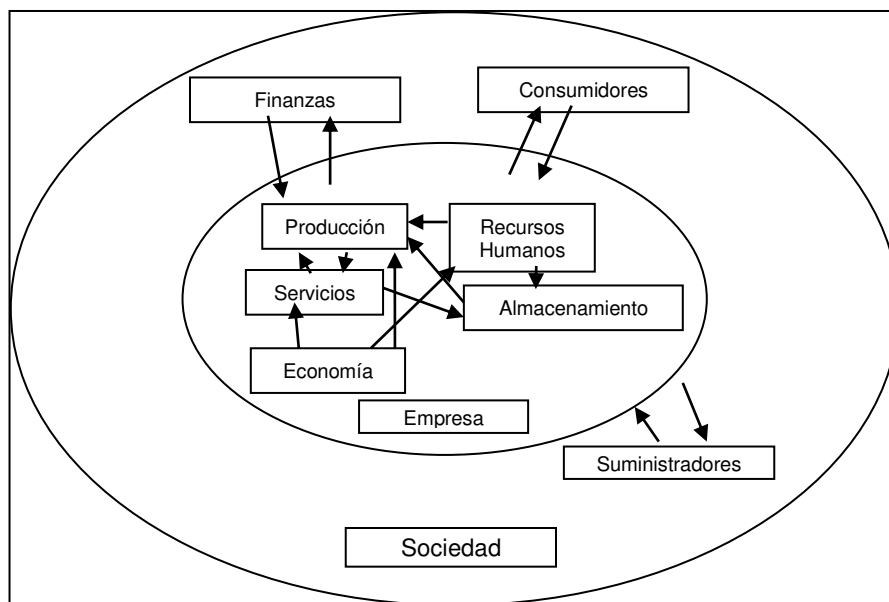 Finanzas
Consumidores
Producción
Recursos
Humanos
Servicios
Almacenamiento
Economía
Empresa
Suministradores
Sociedad